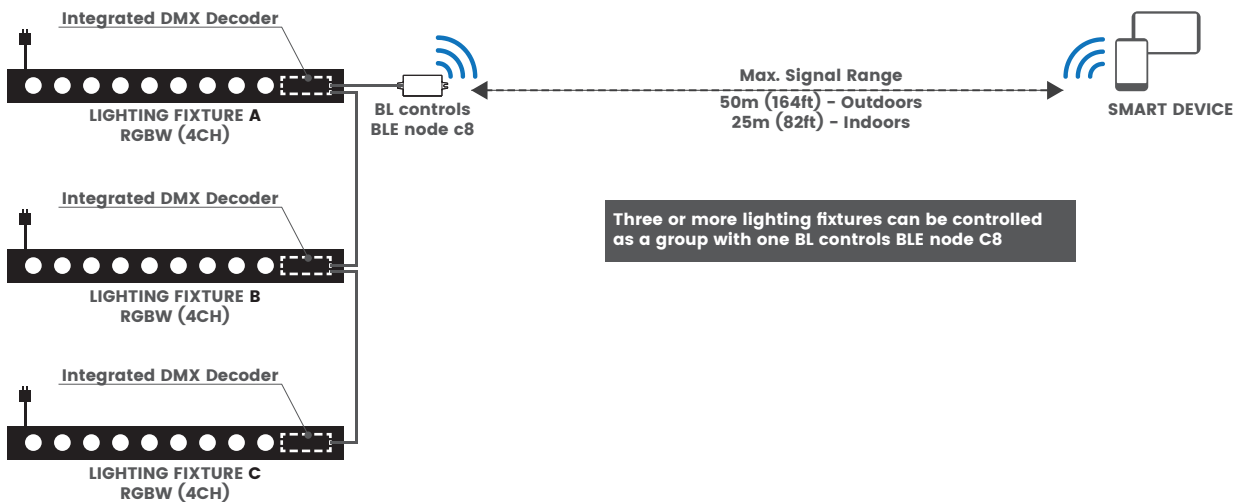 Integrated DMX Decoder
LIGHTING FIXTURE A
RGBW (4CH)
BL controls
BLE node c8
Max. Signal Range
50m (164ft) - Outdoors
25m (82ft) - Indoors
SMART DEVICE
Integrated DMX Decoder
LIGHTING FIXTURE B
RGBW (4CH)
Three or more lighting fixtures can be controlled
as a group with one BL controls BLE node C8
Integrated DMX Decoder
LIGHTING FIXTURE C
RGBW (4CH)